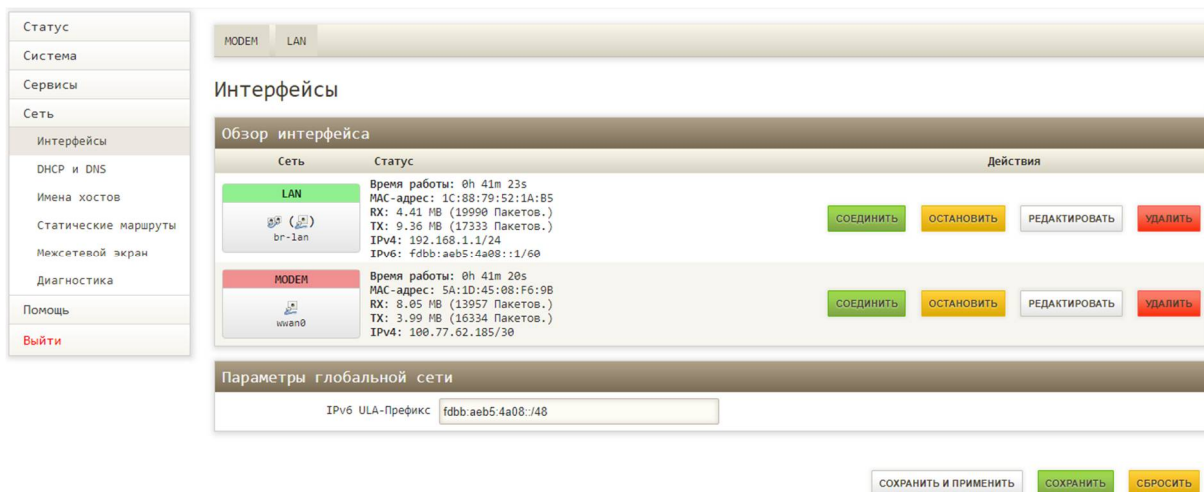 Статус
Система
Сервисы
Сеть
Интерфейсы
DHCP и DNS
Имена хостов
Статические маршруты
Межсетевой экран
Диагностика
Помощь
Выйти
MODEM LAN
Интерфейсы
Обзор интерфейса
Сеть Статус Действия
LAN
br-lan
Время работы: 0h 41m 23s
MAC-адрес: 1C:88:79:52:1A:B5
RX: 4.41 MB (19990 Пакетов.)
TX: 9.36 MB (17333 Пакетов.)
IPv4: 192.168.1.1/24
IPv6: fdbb:aeb5:4a08::1/60
СОЕДИНИТЬ ОСТАНОВИТЬ РЕДАКТИРОВАТЬ УДАЛИТЬ
MODEM
wwan0
Время работы: 0h 41m 20s
MAC-адрес: 5A:1D:45:08:F6:9B
RX: 8.05 MB (13957 Пакетов.)
TX: 3.99 MB (16334 Пакетов.)
IPv4: 100.77.62.185/30
СОЕДИНИТЬ ОСТАНОВИТЬ РЕДАКТИРОВАТЬ УДАЛИТЬ
Параметры глобальной сети
IPv6 ULA-Префикс fdbb:aeb5:4a08::/48
СОХРАНИТЬ И ПРИМЕНИТЬ СОХРАНИТЬ СБРОСИТЬ